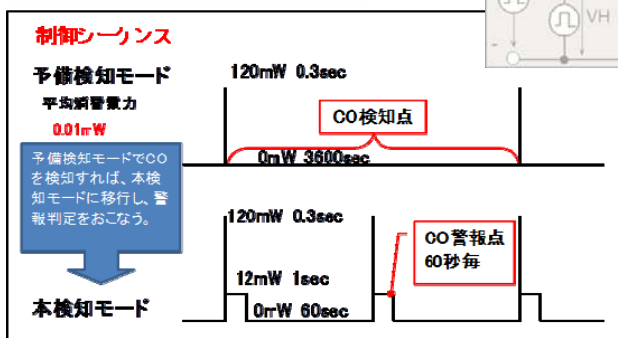 制御シーケンス
VH
予備検知モード
120mW 0.3sec
平均消費電力
0.01mW
CO検知点
0mW 3600sec
予備検知モードでCO
を検知すれば、本検
知モードに移行し、警
報判定をおこなう。
120mW 0.3sec
CO警報点
60秒毎
12mW 1sec
本検知モード
0mW 60sec